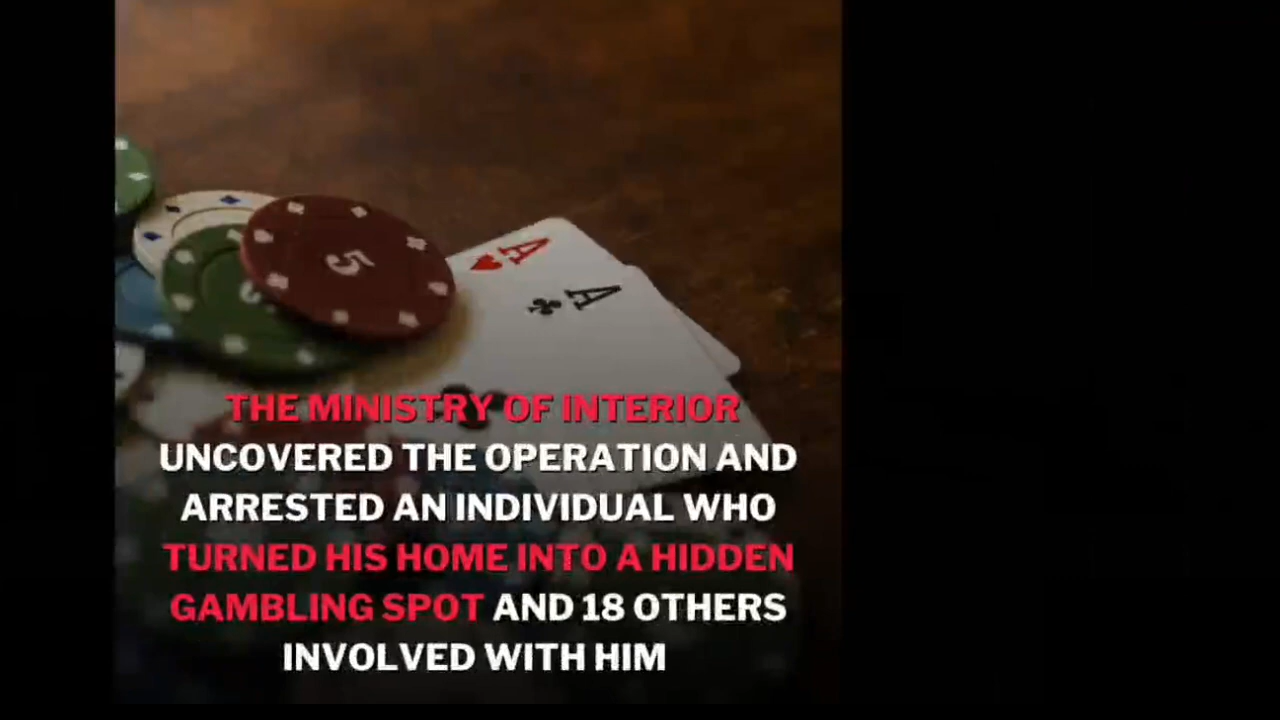 5
A
A
THE MINISTRY OF INTERIOR
UNCOVERED THE OPERATION AND
ARRESTED AN INDIVIDUAL WHO
TURNED HIS HOME INTO A HIDDEN
GAMBLING SPOT AND 18 OTHERS
INVOLVED WITH HIM